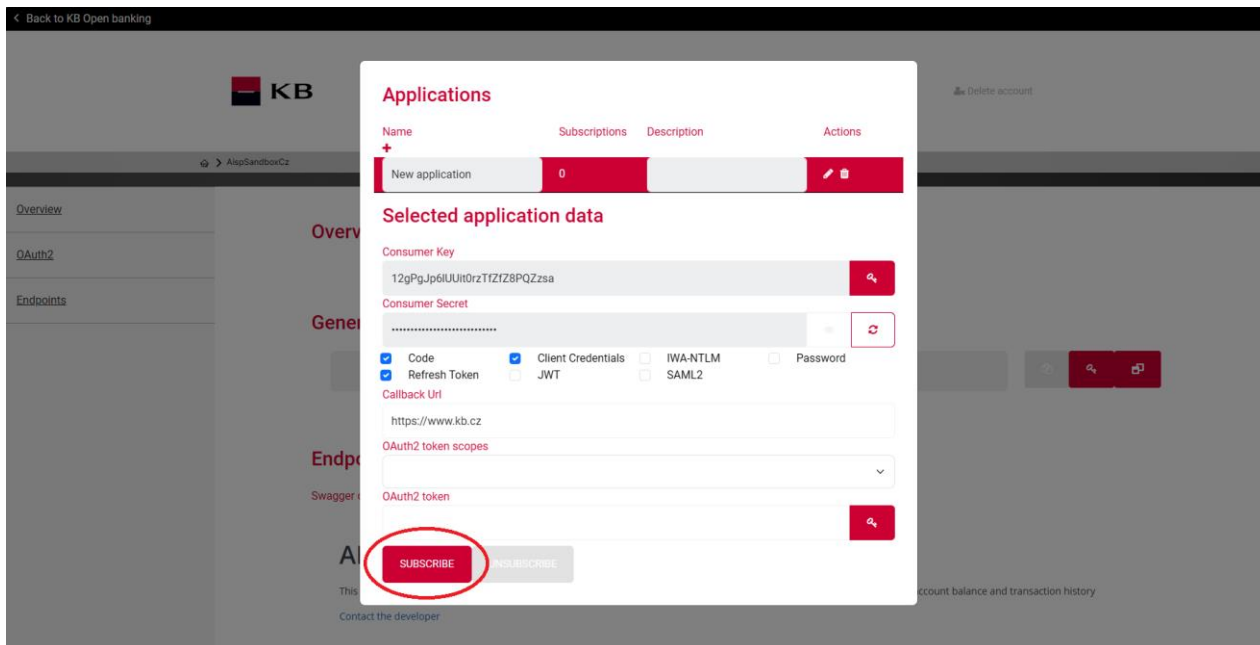 Back to KB Open banking
KB
Delete account
AispSandboxCz
Overview
OAuth2
Endpoints
Overv
Gener
Endpo
Swagger
This
ccount balance and transaction history
Contact the developer
Applications
Name Subscriptions Description Actions
New application 0
Selected application data
Consumer Key
Consumer Secret
•••••••••••••••••••••••••••
Code Client Credentials IWA-NTLM Password
Refresh Token JWT SAML2
Callback Url
https://www.kb.cz
OAuth2 token scopes
OAuth2 token
SUBSCRIBE UNSUBSCRIBE